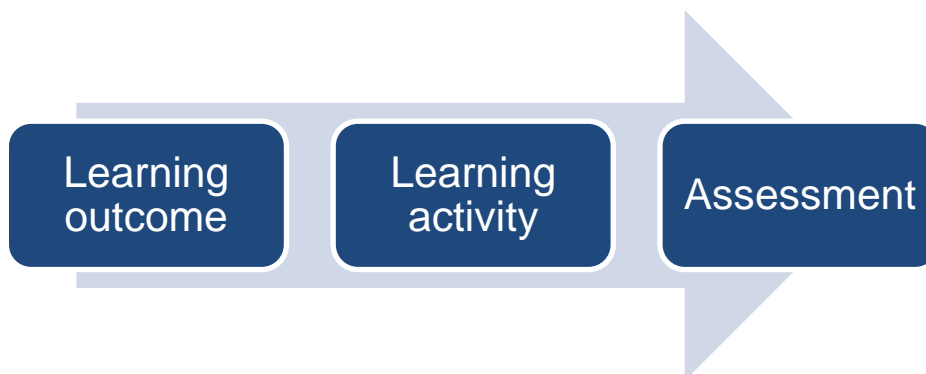 Learning
outcome
Learning
activity
Assessment